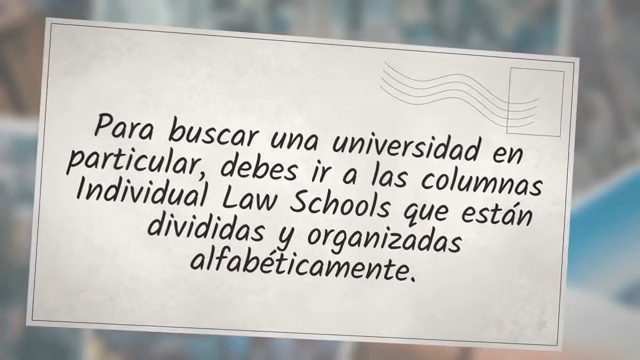 Para buscar una universidad en
particular, debes ir a las columnas
Individual Law Schools que están
divididas y organizadas
alfabéticamente.